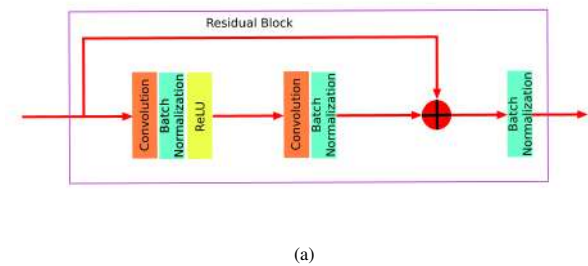 Residual Block
Convolution
Batch
Normalization
ReLU
Convolution
Batch
Normalization
Batch
Normalization
(a)